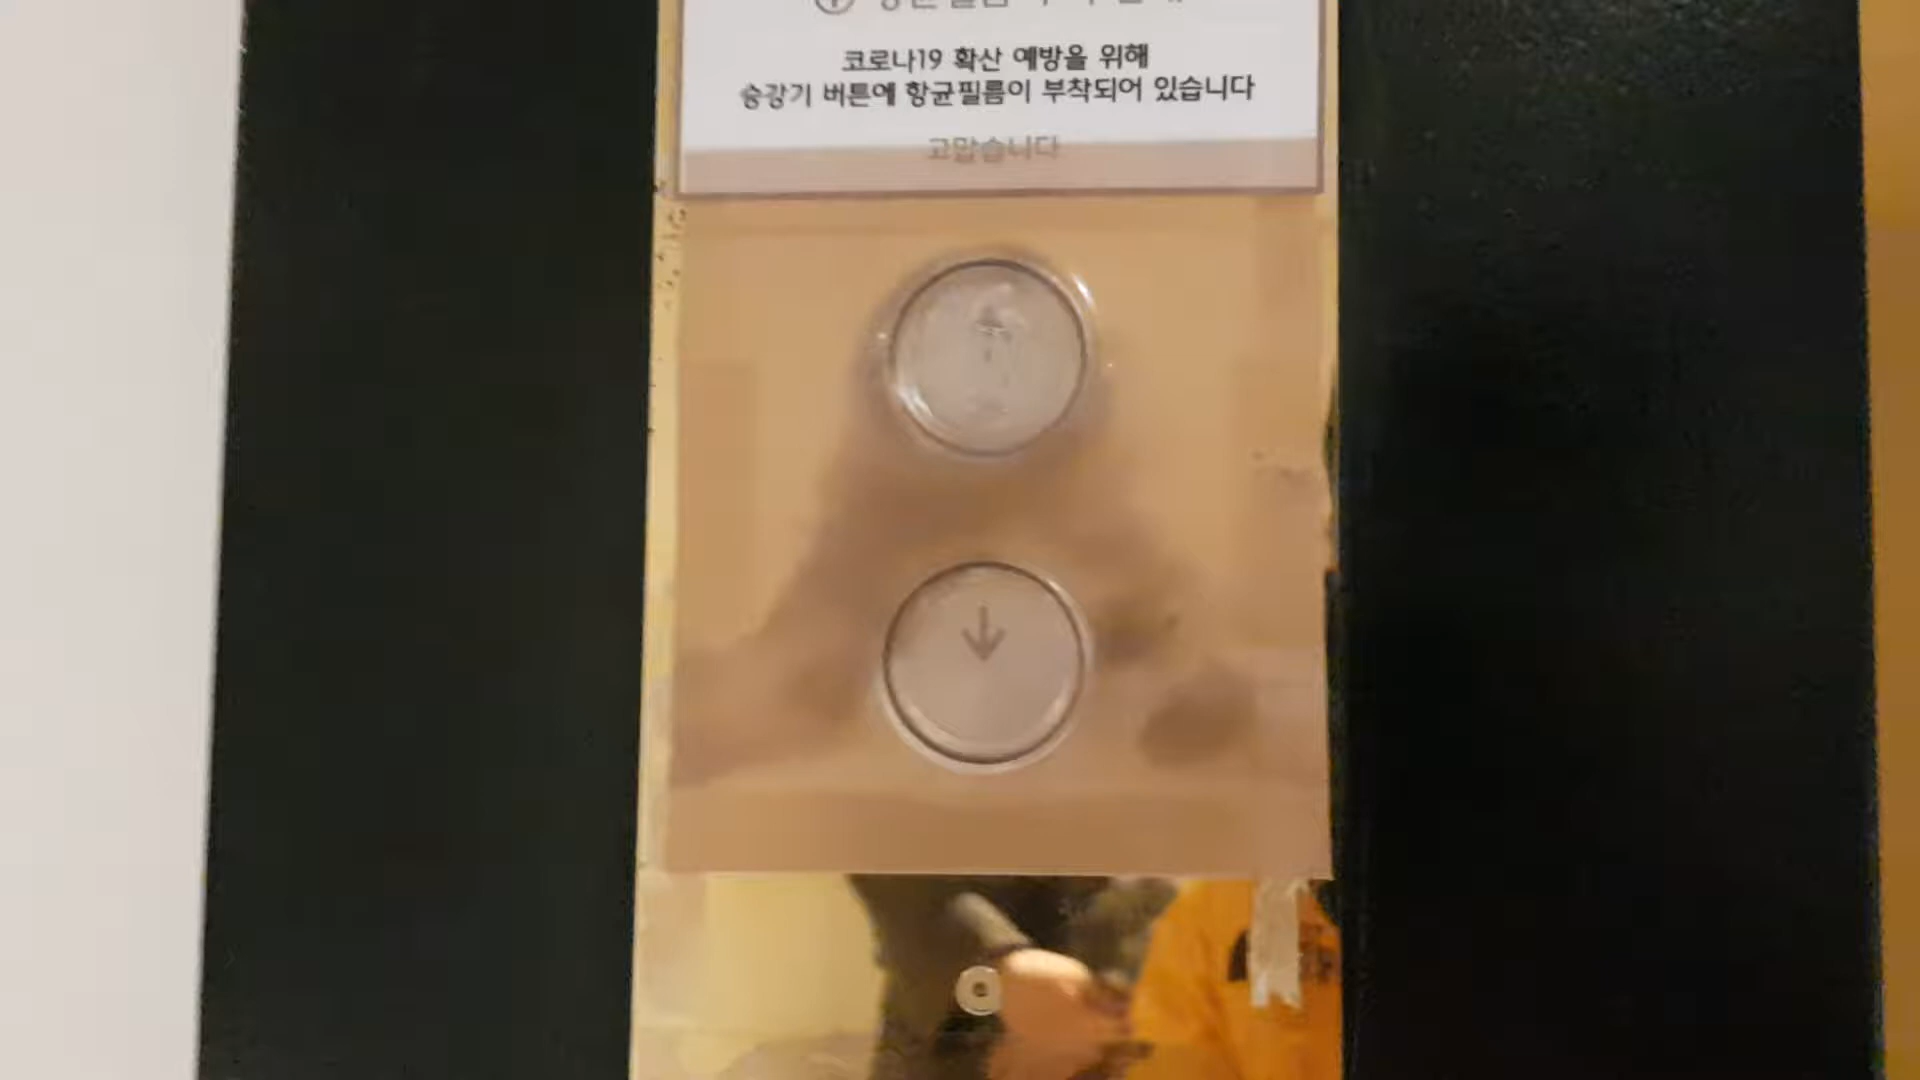 코로나19 확산 예방을 위해
승강기 버튼에 항균필름이 부착되어 있습니다
고맙습니다